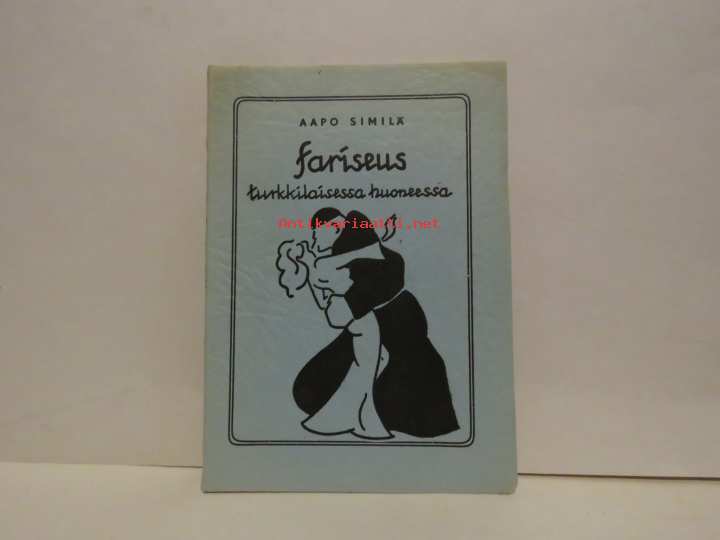 AAPO SIMILÄ
fariseus
turkkilaisessa huoneessa
Antikvariaatti.net